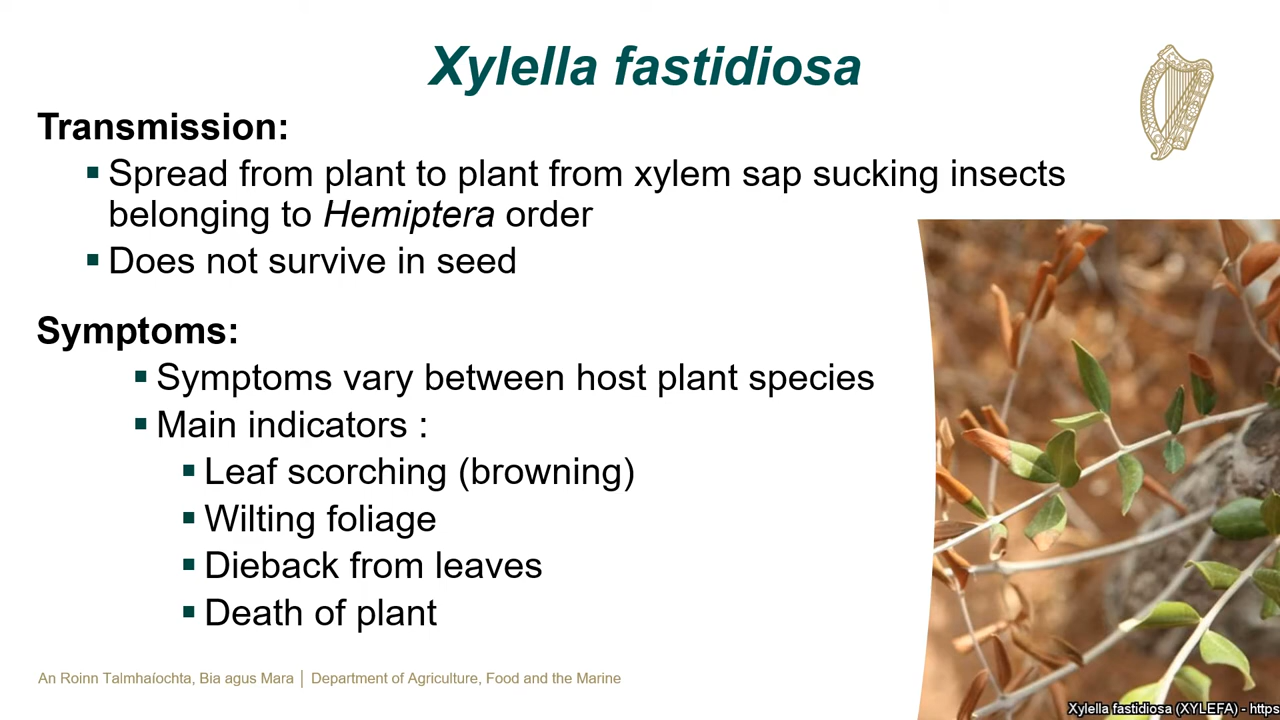 Xylella fastidiosa
Transmission:
▪ Spread from plant to plant from xylem sap sucking insects
belonging to Hemiptera order
▪ Does not survive in seed
Symptoms:
▪ Symptoms vary between host plant species
▪ Main indicators :
▪ Leaf scorching (browning)
▪ Wilting foliage
▪ Dieback from leaves
▪ Death of plant
An Roinn Talmhaíochta, Bia agus Mara | Department of Agriculture, Food and the Marine
Xylella fastidiosa (XYLEFA) - https